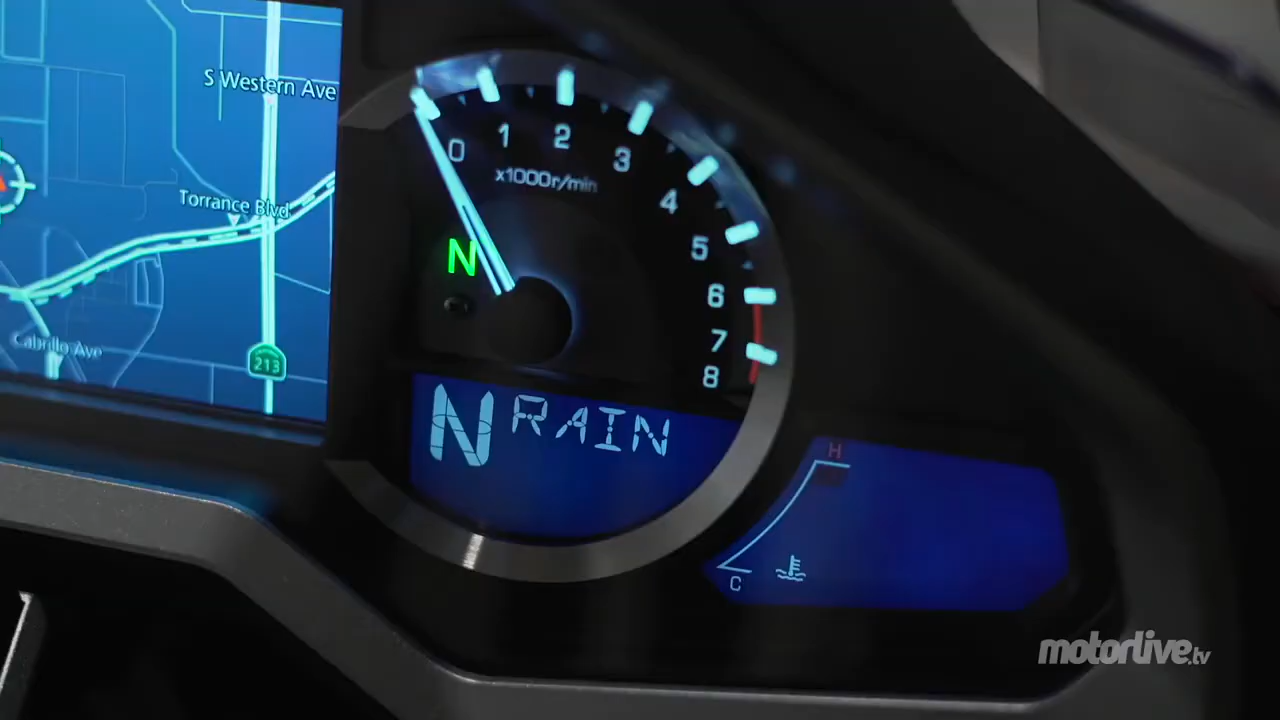 S Western Ave
Torrance Blvd
Cabrillo Ave
213
0
1
2
3
4
5
6
7
8
x1000r/min
N
N RAIN
H
C
motorlive.tv